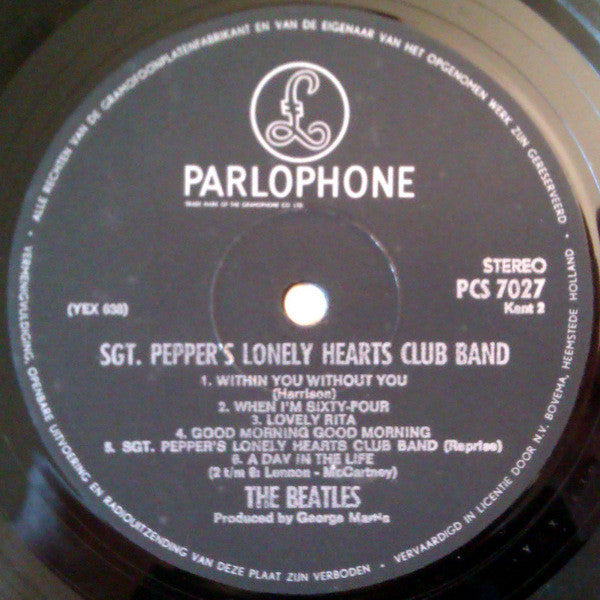 ALLE RECHTEN VAN DE GRAMOFOONPLATENFABRIKANT EN VAN DE EIGENAAR VAN HET OPGENOMEN WERK ZIJN GERESERVEERD
£
PARLOPHONE
TRADE MARK OF THE GRAMOPHONE CO. LTD.
STEREO
PCS 7027
Kant 2
(YEX 638)
SGT. PEPPER'S LONELY HEARTS CLUB BAND
1. WITHIN YOU WITHOUT YOU
(Harrison)
2. WHEN I'M SIXTY-FOUR
3. LOVELY RITA
4. GOOD MORNING GOOD MORNING
5. SGT. PEPPER'S LONELY HEARTS CLUB BAND (Reprise)
6. A DAY IN THE LIFE
(2 t/m 6: Lennon - McCartney)
THE BEATLES
Produced by George Martin
VERMENIGVULDIGING, OPENBARE UITVOERING EN RADIOUITZENDING VAN DEZE PLAAT ZIJN VERBODEN • VERVAARDIGD IN LICENTIE DOOR N.V. BOVEMA, HEEMSTEDE HOLLAND